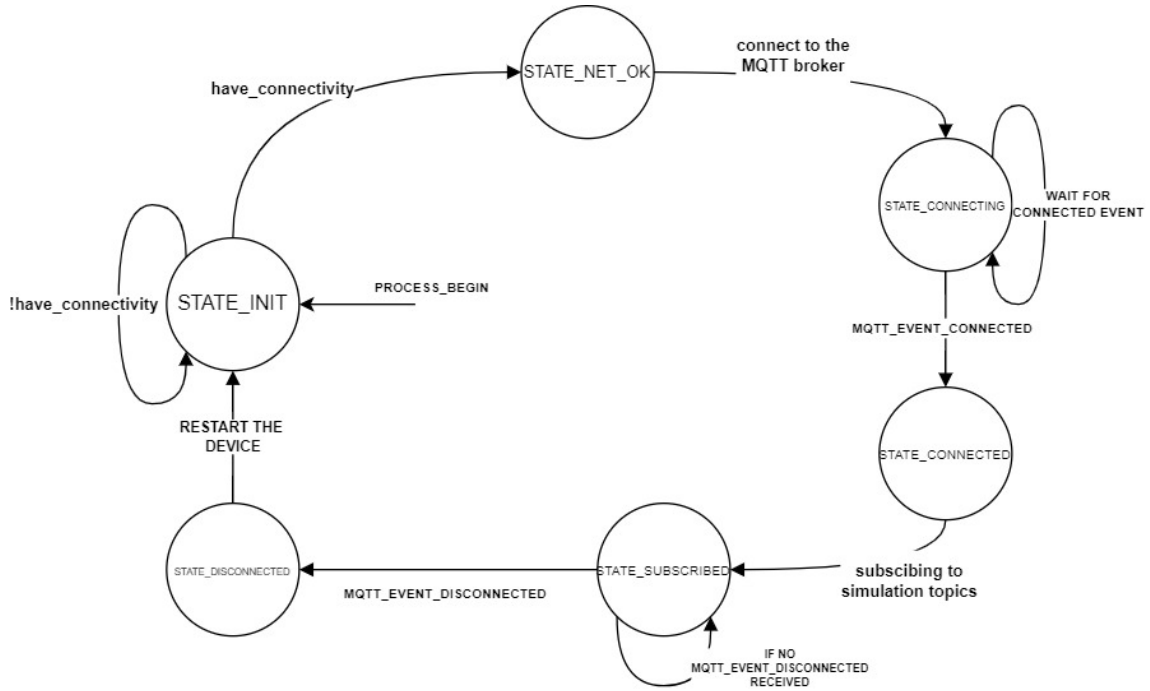 connect to the
MQTT broker
STATE_NET_OK
have_connectivity
STATE_CONNECTING
WAIT FOR
CONNECTED EVENT
!have_connectivity
STATE_INIT
PROCESS_BEGIN
MQTT_EVENT_CONNECTED
RESTART THE
DEVICE
STATE_CONNECTED
STATE_DISCONNECTED
MQTT_EVENT_DISCONNECTED
STATE_SUBSCRIBED
subscibing to
simulation topics
IF NO
MQTT_EVENT_DISCONNECTED
RECEIVED